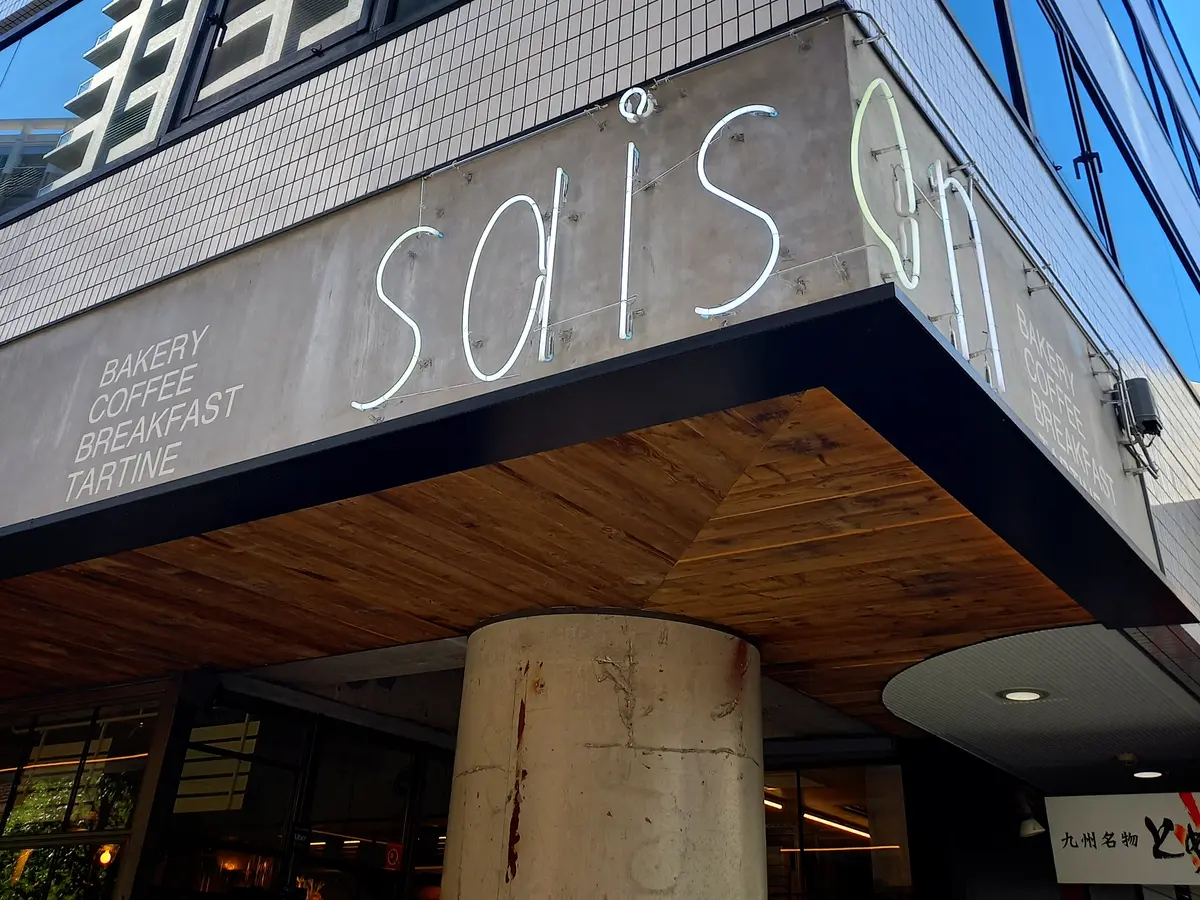 saison
BAKERY
COFFEE
BREAKFAST
TARTINE
BAKERY
COFFEE
BREAKFAST
九州名物